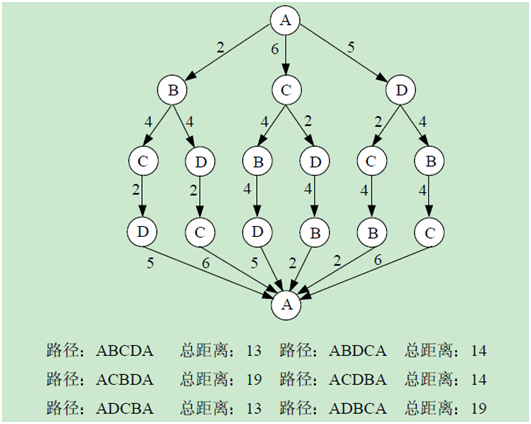 A
2 6 5
B C D
4 4 4 2 2 4
C D B D C B
2 2 4 4 4 4
D C D B B C
5 6 5 2 2 6
A
路径：ABCDA 总距离：13 路径：ABDCA 总距离：14
路径：ACBDA 总距离：19 路径：ACDBA 总距离：14
路径：ADCBA 总距离：13 路径：ADBCA 总距离：19